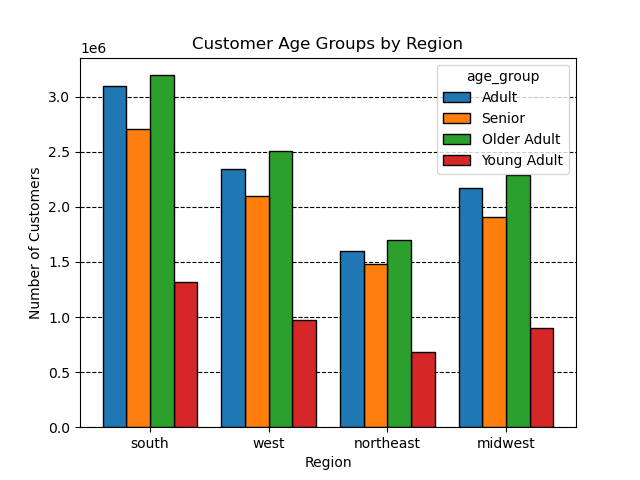 Customer Age Groups by Region
1e6
age_group
Adult
Senior
Older Adult
Young Adult
3.0
2.5
2.0
1.5
1.0
0.5
0.0
Number of Customers
south west northeast midwest
Region